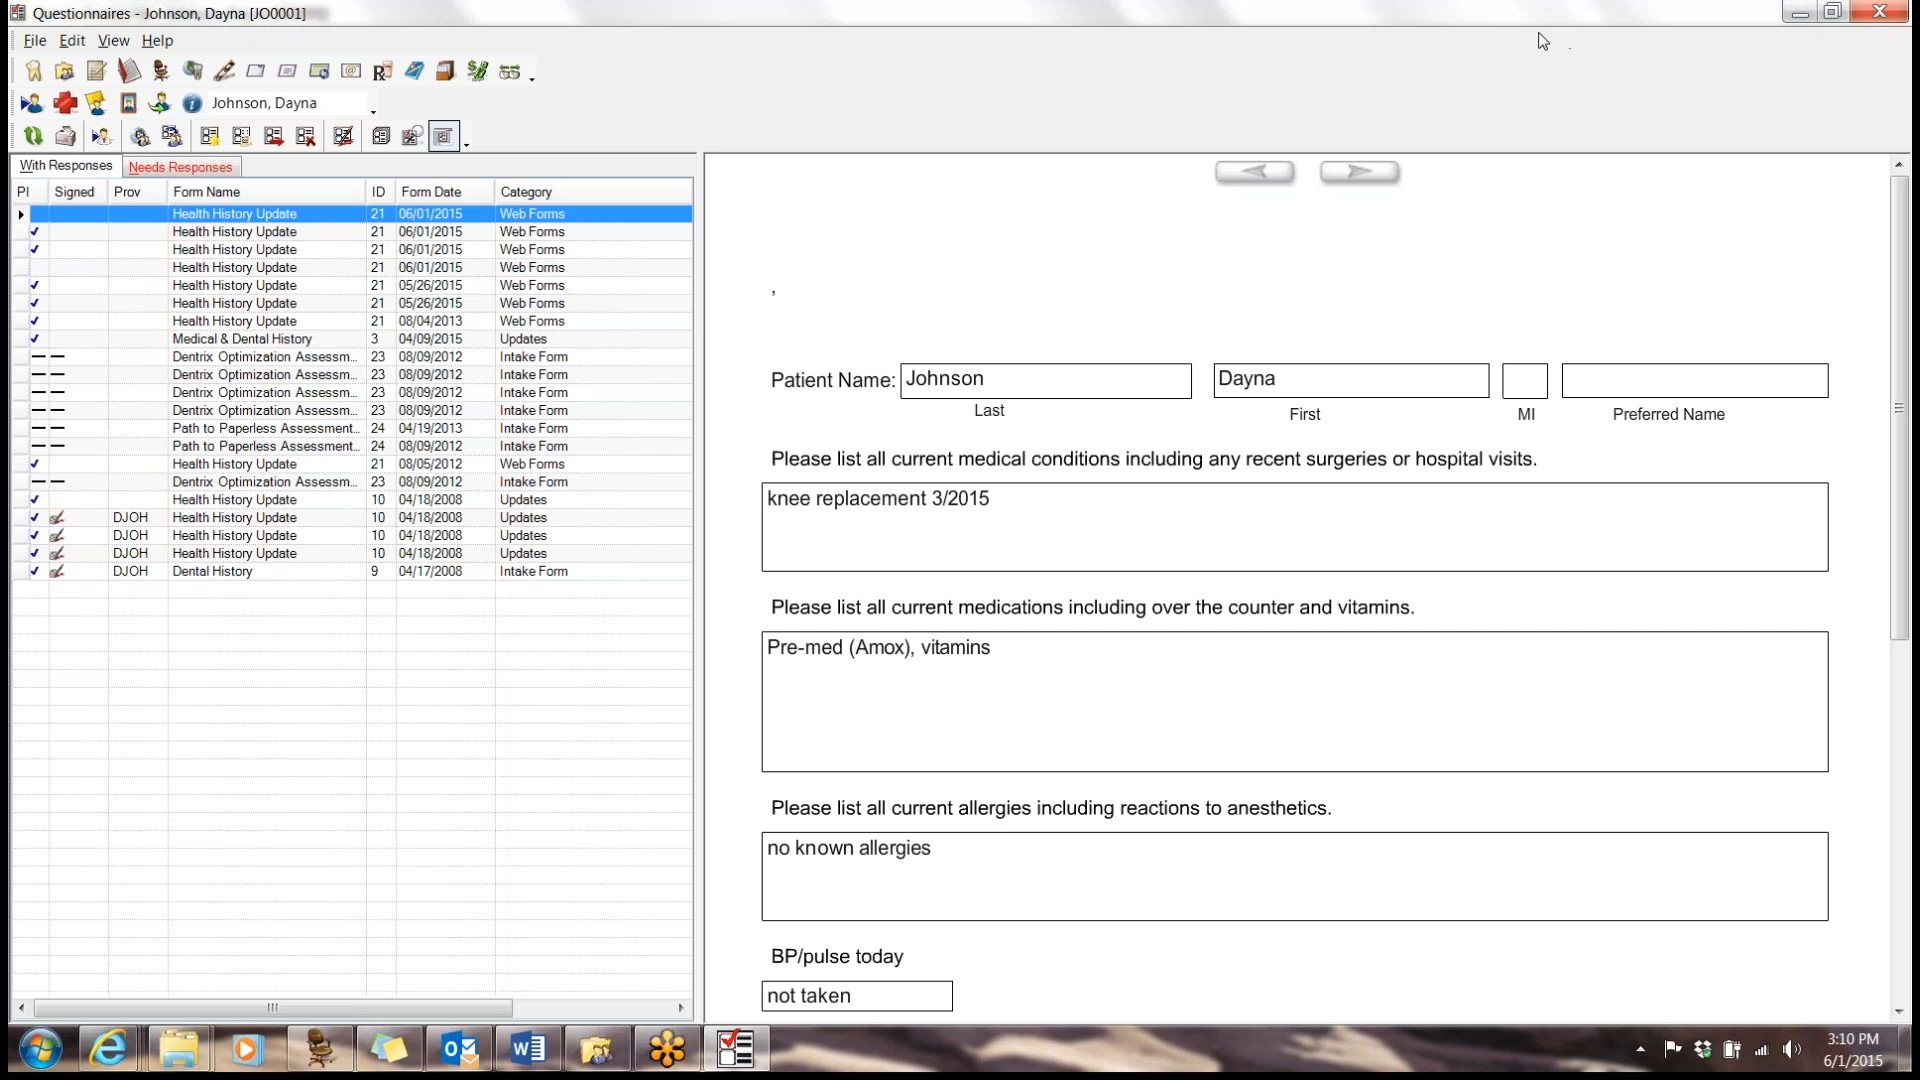 Questionnaires - Johnson, Dayna [JO0001]
File Edit View Help
Johnson, Dayna
With Responses Needs Responses
PI Signed Prov Form Name ID Form Date Category
Health History Update 21 06/01/2015 Web Forms
Health History Update 21 06/01/2015 Web Forms
Health History Update 21 06/01/2015 Web Forms
Health History Update 21 06/01/2015 Web Forms
Health History Update 21 05/26/2015 Web Forms
Health History Update 21 05/26/2015 Web Forms
Health History Update 21 08/04/2013 Web Forms
Medical & Dental History 3 04/09/2015 Updates
Dentrix Optimization Assessm... 23 08/09/2012 Intake Form
Dentrix Optimization Assessm... 23 08/09/2012 Intake Form
Dentrix Optimization Assessm... 23 08/09/2012 Intake Form
Dentrix Optimization Assessm... 23 08/09/2012 Intake Form
Path to Paperless Assessment... 24 04/19/2013 Intake Form
Path to Paperless Assessment... 24 08/09/2012 Intake Form
Health History Update 21 08/05/2012 Web Forms
Dentrix Optimization Assessm... 23 08/09/2012 Intake Form
Health History Update 10 04/18/2008 Updates
DJOH Health History Update 10 04/18/2008 Updates
DJOH Health History Update 10 04/18/2008 Updates
DJOH Health History Update 10 04/18/2008 Updates
DJOH Dental History 9 04/17/2008 Intake Form
,
Patient Name: Johnson Dayna
Last First MI Preferred Name
Please list all current medical conditions including any recent surgeries or hospital visits.
knee replacement 3/2015
Please list all current medications including over the counter and vitamins.
Pre-med (Amox), vitamins
Please list all current allergies including reactions to anesthetics.
no known allergies
BP/pulse today
not taken
3:10 PM
6/1/2015